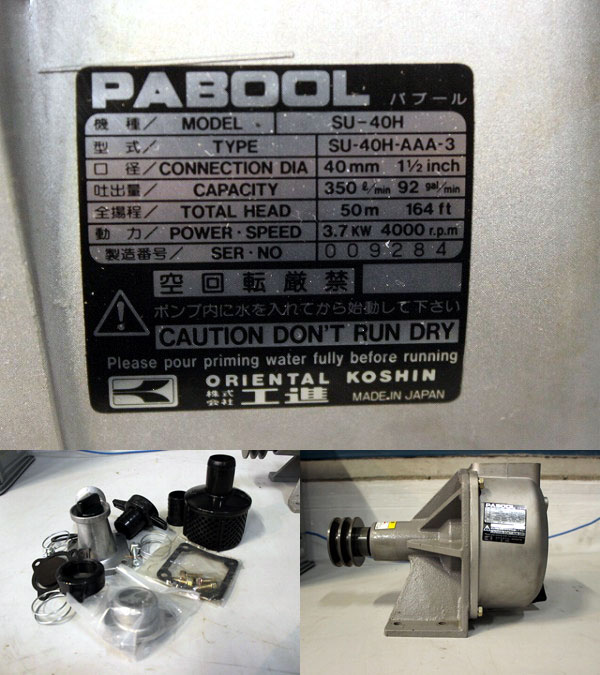 PABOOL パブール
機種／ MODEL SU-40H
型式／ TYPE SU-40H-AAA-3
口径／CONNECTION DIA 40mm 1½ inch
吐出量／ CAPACITY 350 ℓ/min 92 gal/min
全揚程／ TOTAL HEAD 50m 164 ft
動力／POWER・SPEED 3.7 KW 4000 r.p.m
製造番号／ SER・NO 009284
空回転厳禁
ポンプ内に水を入れてから始動して下さい
CAUTION DON'T RUN DRY
Please pour priming water fully before running
ORIENTAL KOSHIN
株式会社 工進 MADE.IN JAPAN
PABOOL